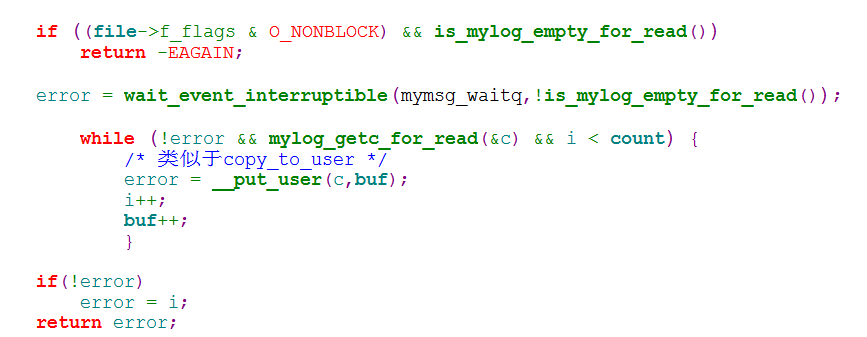 if ((file->f_flags & O_NONBLOCK) && is_mylog_empty_for_read())
return -EAGAIN;
error = wait_event_interruptible(mymsg_waitq,!is_mylog_empty_for_read());
while (!error && mylog_getc_for_read(&c) && i < count) {
/* 类似于copy_to_user */
error = __put_user(c,buf);
i++;
buf++;
}
if(!error)
error = i;
return error;